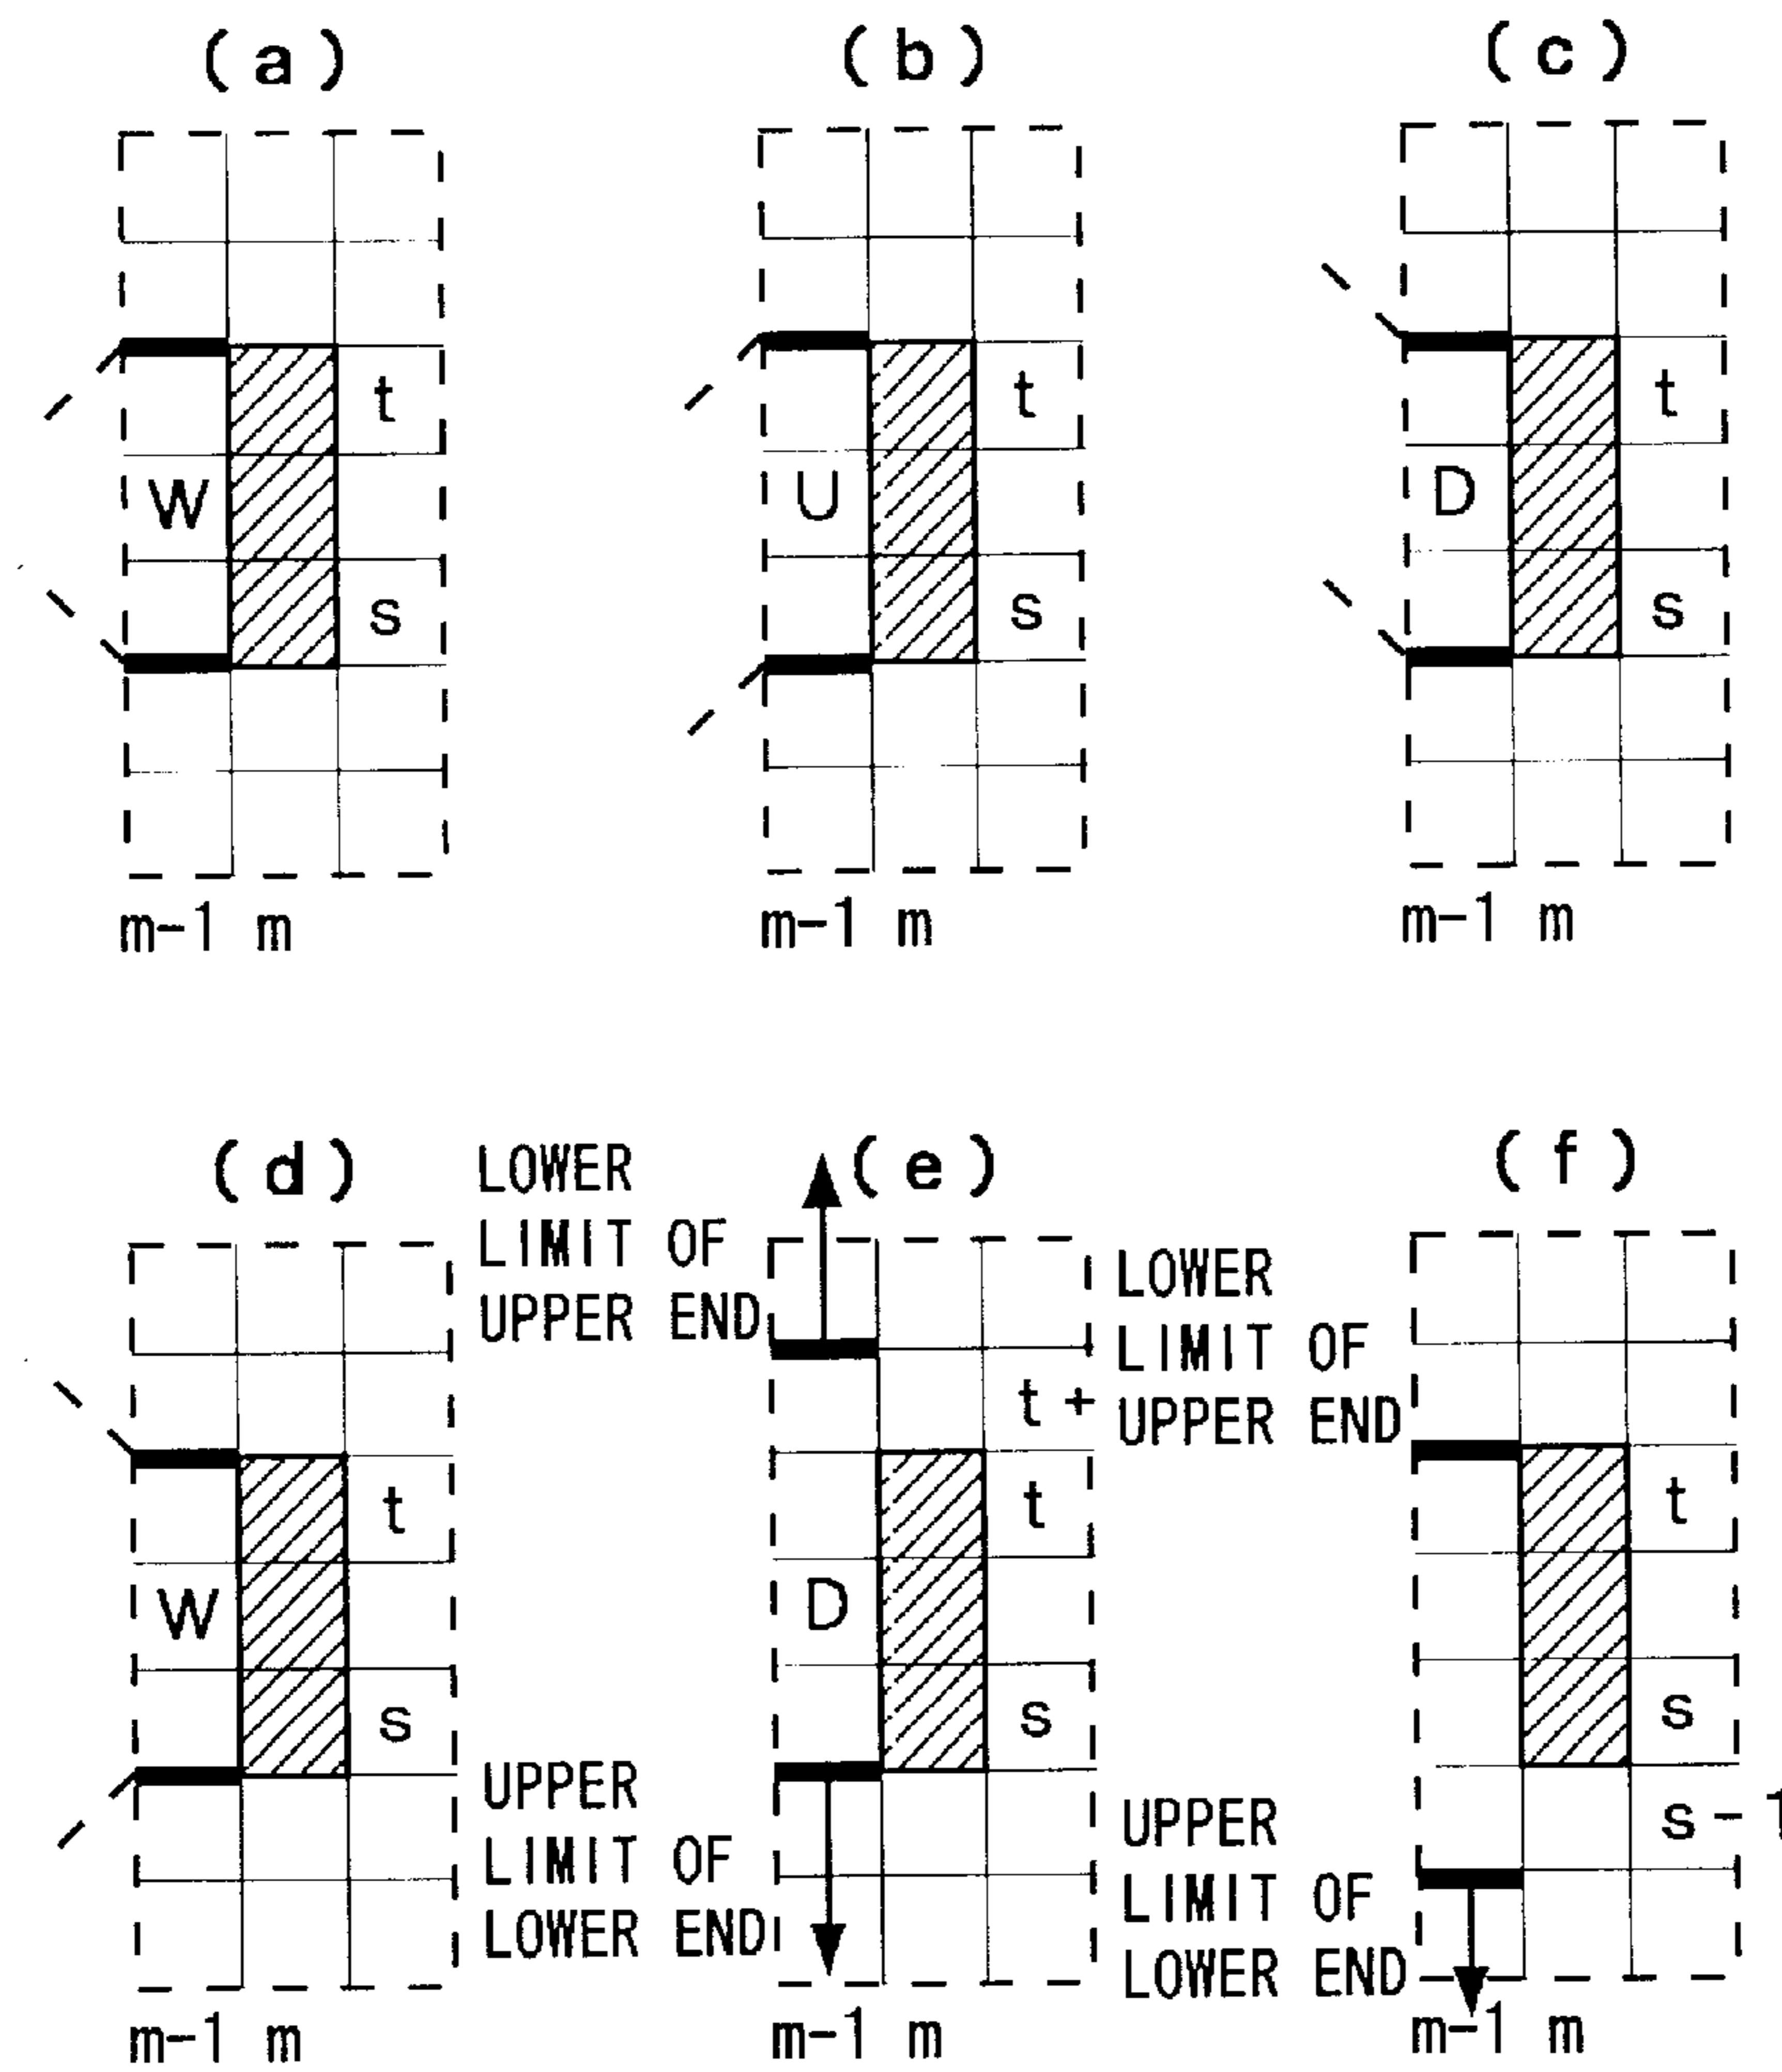 (a)
(b)
(c)
t
t
t
W
U
D
s
s
s
m-1 m
m-1 m
m-1 m
(d)
LOWER
LIMIT OF
UPPER END
(e)
LOWER
LIMIT OF
UPPER END
(f)
t+
t
t
t
W
D
s
s
s
UPPER
LIMIT OF
LOWER END
UPPER
LIMIT OF
LOWER END
s-1
m-1 m
m-1 m
m-1 m